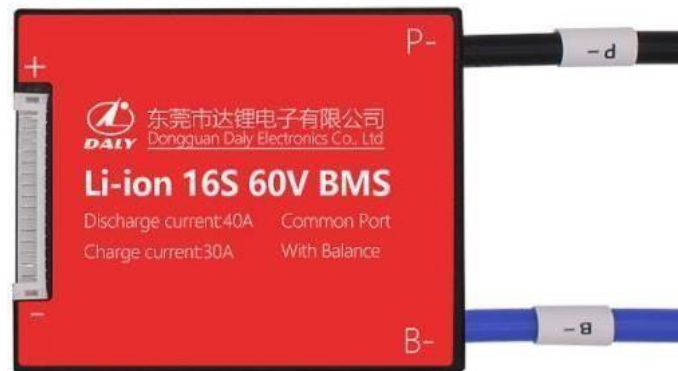 P-
P-
+
DALY
东莞市达锂电子有限公司
Dongguan Daly Electronics Co., Ltd
Li-ion 16S 60V BMS
Discharge current:40A Common Port
Charge current:30A With Balance
-
B-
B-